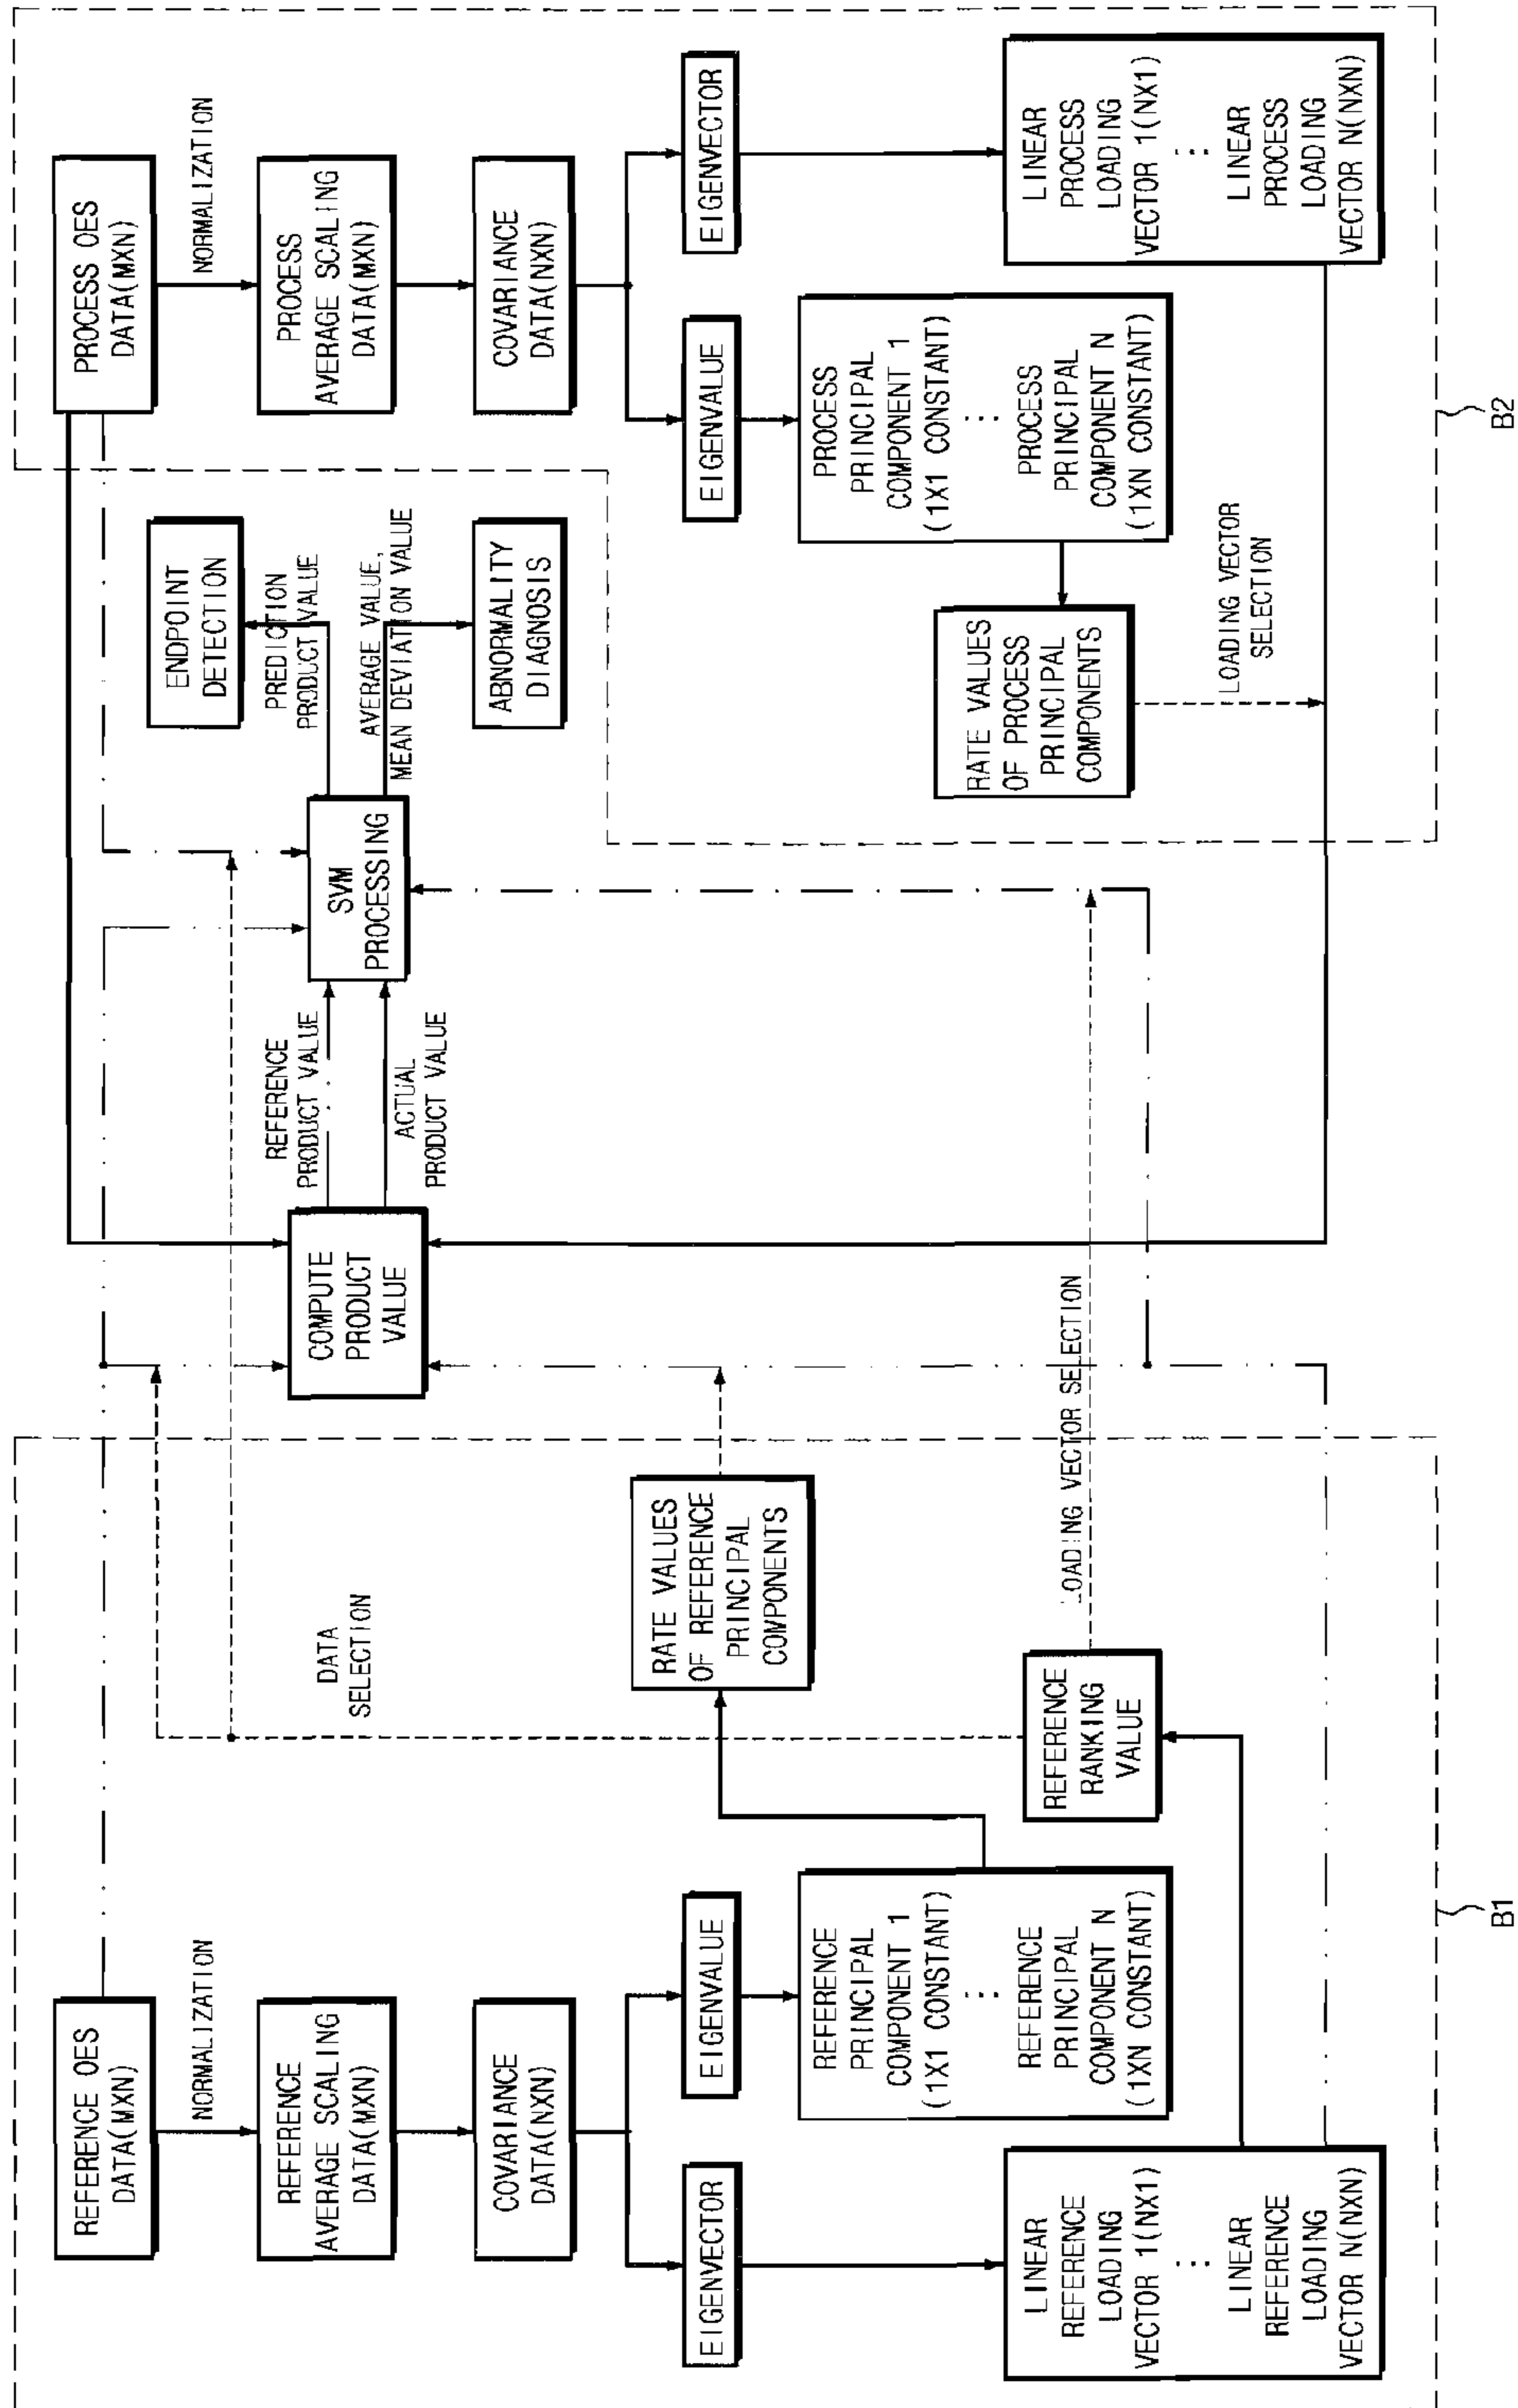 REFERENCE OES
DATA(MXN)
NORMALIZATION
REFERENCE
AVERAGE SCALING
DATA(MXN)
COVARIANCE
DATA(NXN)
EIGENVECTOR
EIGENVALUE
LINEAR
REFERENCE
LOADING
VECTOR 1(NX1)
⋮
LINEAR
REFERENCE
LOADING
VECTOR N(NXN)
REFERENCE
PRINCIPAL
COMPONENT 1
(1X1 CONSTANT)
⋮
REFERENCE
PRINCIPAL
COMPONENT N
(1XN CONSTANT)
REFERENCE
RANKING
VALUE
DATA
SELECTION
RATE VALUES
OF REFERENCE
PRINCIPAL
COMPONENTS
LOADING VECTOR SELECTION
B1
COMPUTE
PRODUCT
VALUE
REFERENCE
PRODUCT VALUE
ACTUAL
PRODUCT VALUE
SVM
PROCESSING
PREDICTION
PRODUCT VALUE
AVERAGE VALUE,
MEAN DEVIATION VALUE
ENDPOINT
DETECTION
ABNORMALITY
DIAGNOSIS
PROCESS OES
DATA(MXN)
NORMALIZATION
PROCESS
AVERAGE SCALING
DATA(MXN)
COVARIANCE
DATA(NXN)
EIGENVALUE
EIGENVECTOR
PROCESS
PRINCIPAL
COMPONENT 1
(1X1 CONSTANT)
⋮
PROCESS
PRINCIPAL
COMPONENT N
(1XN CONSTANT)
LINEAR
PROCESS
LOADING
VECTOR 1(NX1)
⋮
LINEAR
PROCESS
LOADING
VECTOR N(NXN)
RATE VALUES
OF PROCESS
PRINCIPAL
COMPONENTS
LOADING VECTOR
SELECTION
B2